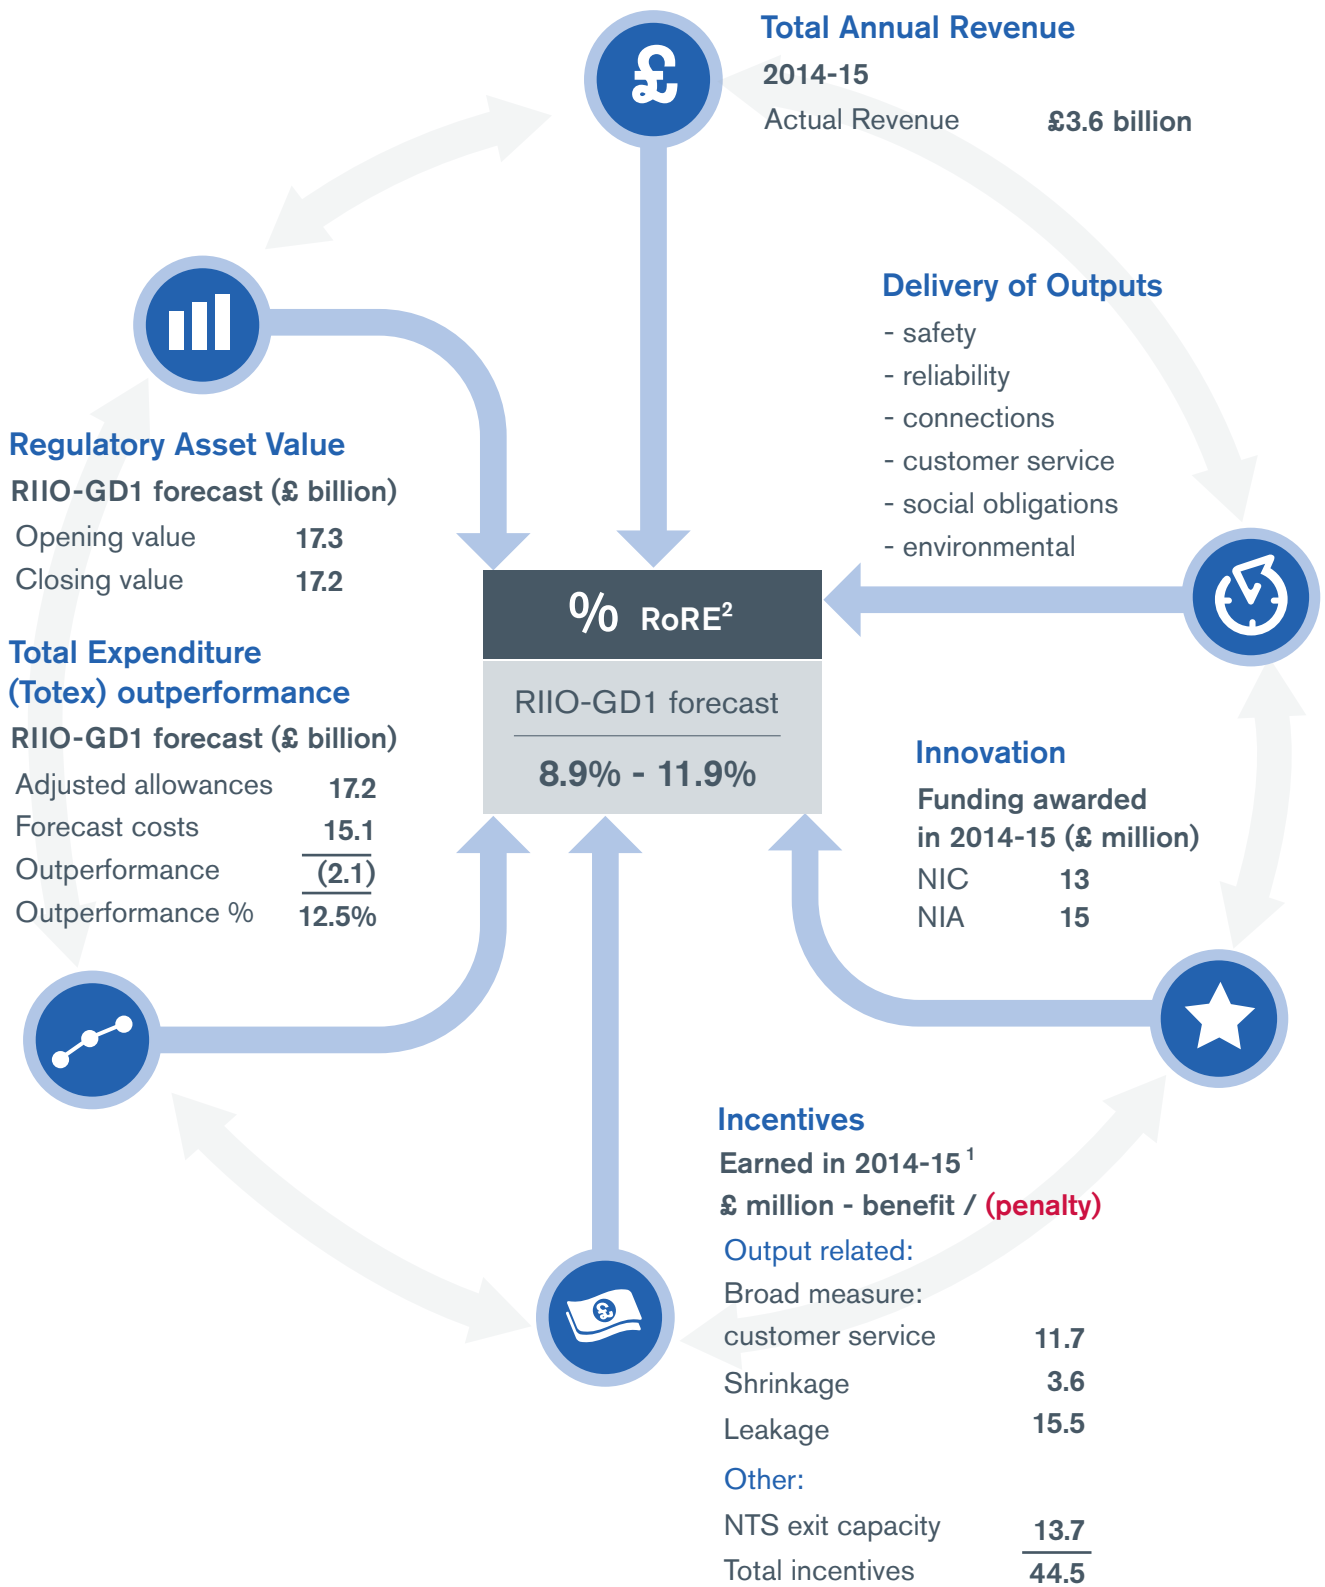 £
Total Annual Revenue
2014-15
Actual Revenue £3.6 billion
Delivery of Outputs
- safety
- reliability
- connections
- customer service
- social obligations
- environmental
Regulatory Asset Value
RIIO-GD1 forecast (£ billion)
Opening value 17.3
Closing value 17.2
% RoRE²
RIIO-GD1 forecast
8.9% - 11.9%
Total Expenditure
(Totex) outperformance
RIIO-GD1 forecast (£ billion)
Adjusted allowances 17.2
Forecast costs 15.1
Outperformance (2.1)
Outperformance % 12.5%
Innovation
Funding awarded
in 2014-15 (£ million)
NIC 13
NIA 15
£
Incentives
Earned in 2014-15 ¹
£ million - benefit / (penalty)
Output related:
Broad measure:
customer service 11.7
Shrinkage 3.6
Leakage 15.5
Other:
NTS exit capacity 13.7
Total incentives 44.5